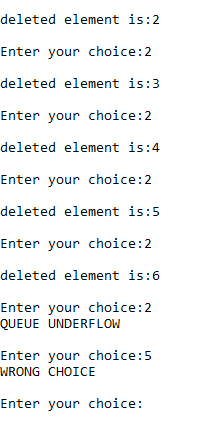 deleted element is:2
Enter your choice:2
deleted element is:3
Enter your choice:2
deleted element is:4
Enter your choice:2
deleted element is:5
Enter your choice:2
deleted element is:6
Enter your choice:2
QUEUE UNDERFLOW
Enter your choice:5
WRONG CHOICE
Enter your choice: